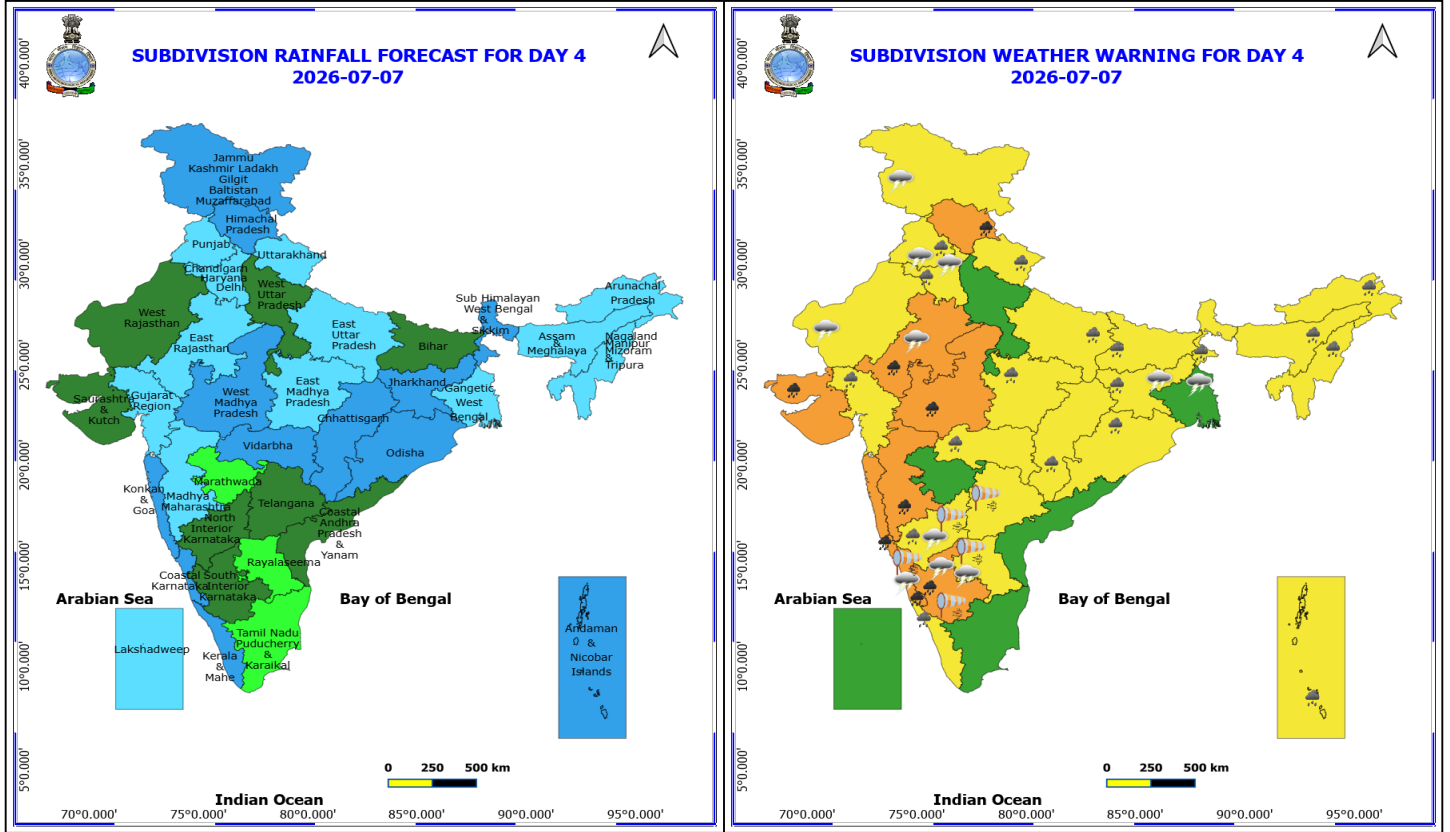 SUBDIVISION RAINFALL FORECAST FOR DAY 4
2026-07-07
40°0.000'
35°0.000'
30°0.000'
25°0.000'
20°0.000'
15°0.000'
10°0.000'
5°0.000'
Jammu
Kashmir Ladakh
Gilgit
Baltistan
Muzaffarabad
Himachal
Pradesh
Punjab
Uttarakhand
Chandigarh
Haryana
Delhi
West
Uttar
Pradesh
West
Rajasthan
East
Rajasthan
East
Uttar
Pradesh
Bihar
Sub Himalayan
West Bengal
&
Sikkim
Arunachal
Pradesh
Assam
&
Meghalaya
Nagaland
Manipur
Mizoram
&
Tripura
Saurashtra
&
Kutch
Gujarat
Region
West
Madhya
Pradesh
East
Madhya
Pradesh
Jharkhand
Gangetic
West
Bengal
Chhattisgarh
Odisha
Vidarbha
Konkan
&
Goa
Madhya
Maharashtra
Marathwada
Telangana
North
Interior
Karnataka
Coastal
Andhra
Pradesh
&
Yanam
Rayalaseema
Coastal
Karnataka
South
Interior
Karnataka
Tamil Nadu
Puducherry
&
Karaikal
Kerala
&
Mahe
Lakshadweep
Andaman
&
Nicobar
Islands
Arabian Sea
Bay of Bengal
0 250 500 km
Indian Ocean
70°0.000' 75°0.000' 80°0.000' 85°0.000' 90°0.000' 95°0.000'
SUBDIVISION WEATHER WARNING FOR DAY 4
2026-07-07
40°0.000'
35°0.000'
30°0.000'
25°0.000'
20°0.000'
15°0.000'
10°0.000'
5°0.000'
Arabian Sea
Bay of Bengal
0 250 500 km
Indian Ocean
70°0.000' 75°0.000' 80°0.000' 85°0.000' 90°0.000' 95°0.000'